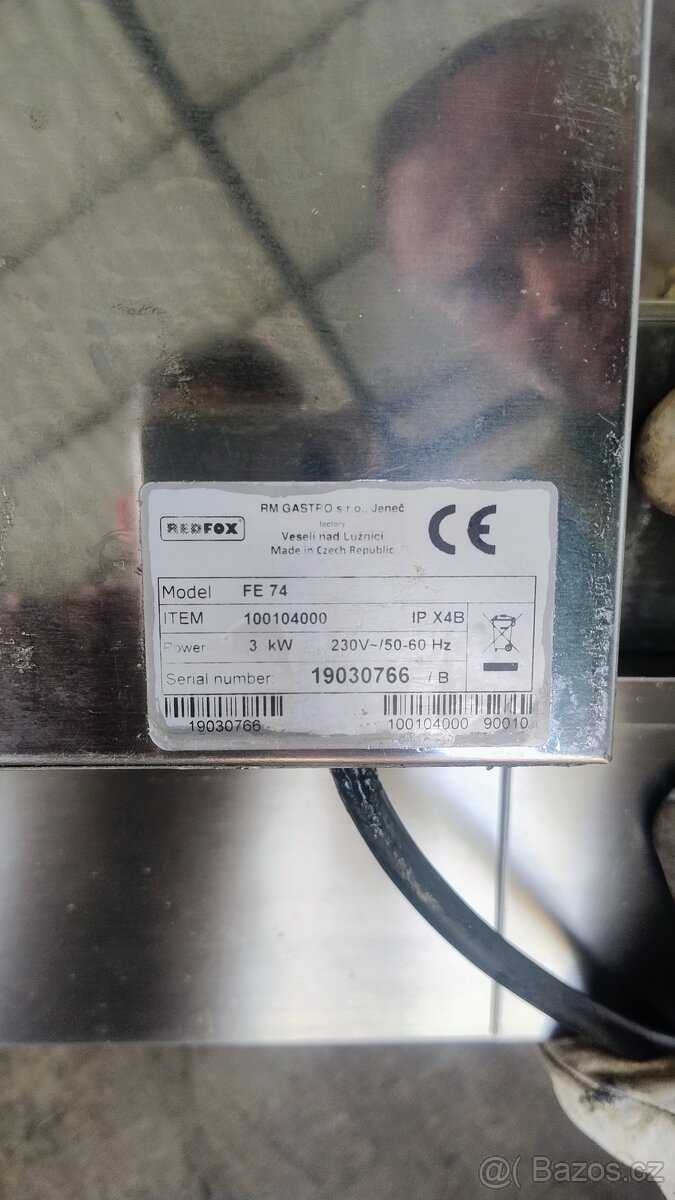 REDFOX
RM GASTRO s r.o., Jeneč
factory
Veselí nad Lužnicí
Made in Czech Republic
CE
Model FE 74
ITEM 100104000 IP X4B
Power 3 kW 230V~/50-60 Hz
Serial number: 19030766 / B
19030766 100104000 90010
@( Bazos.cz